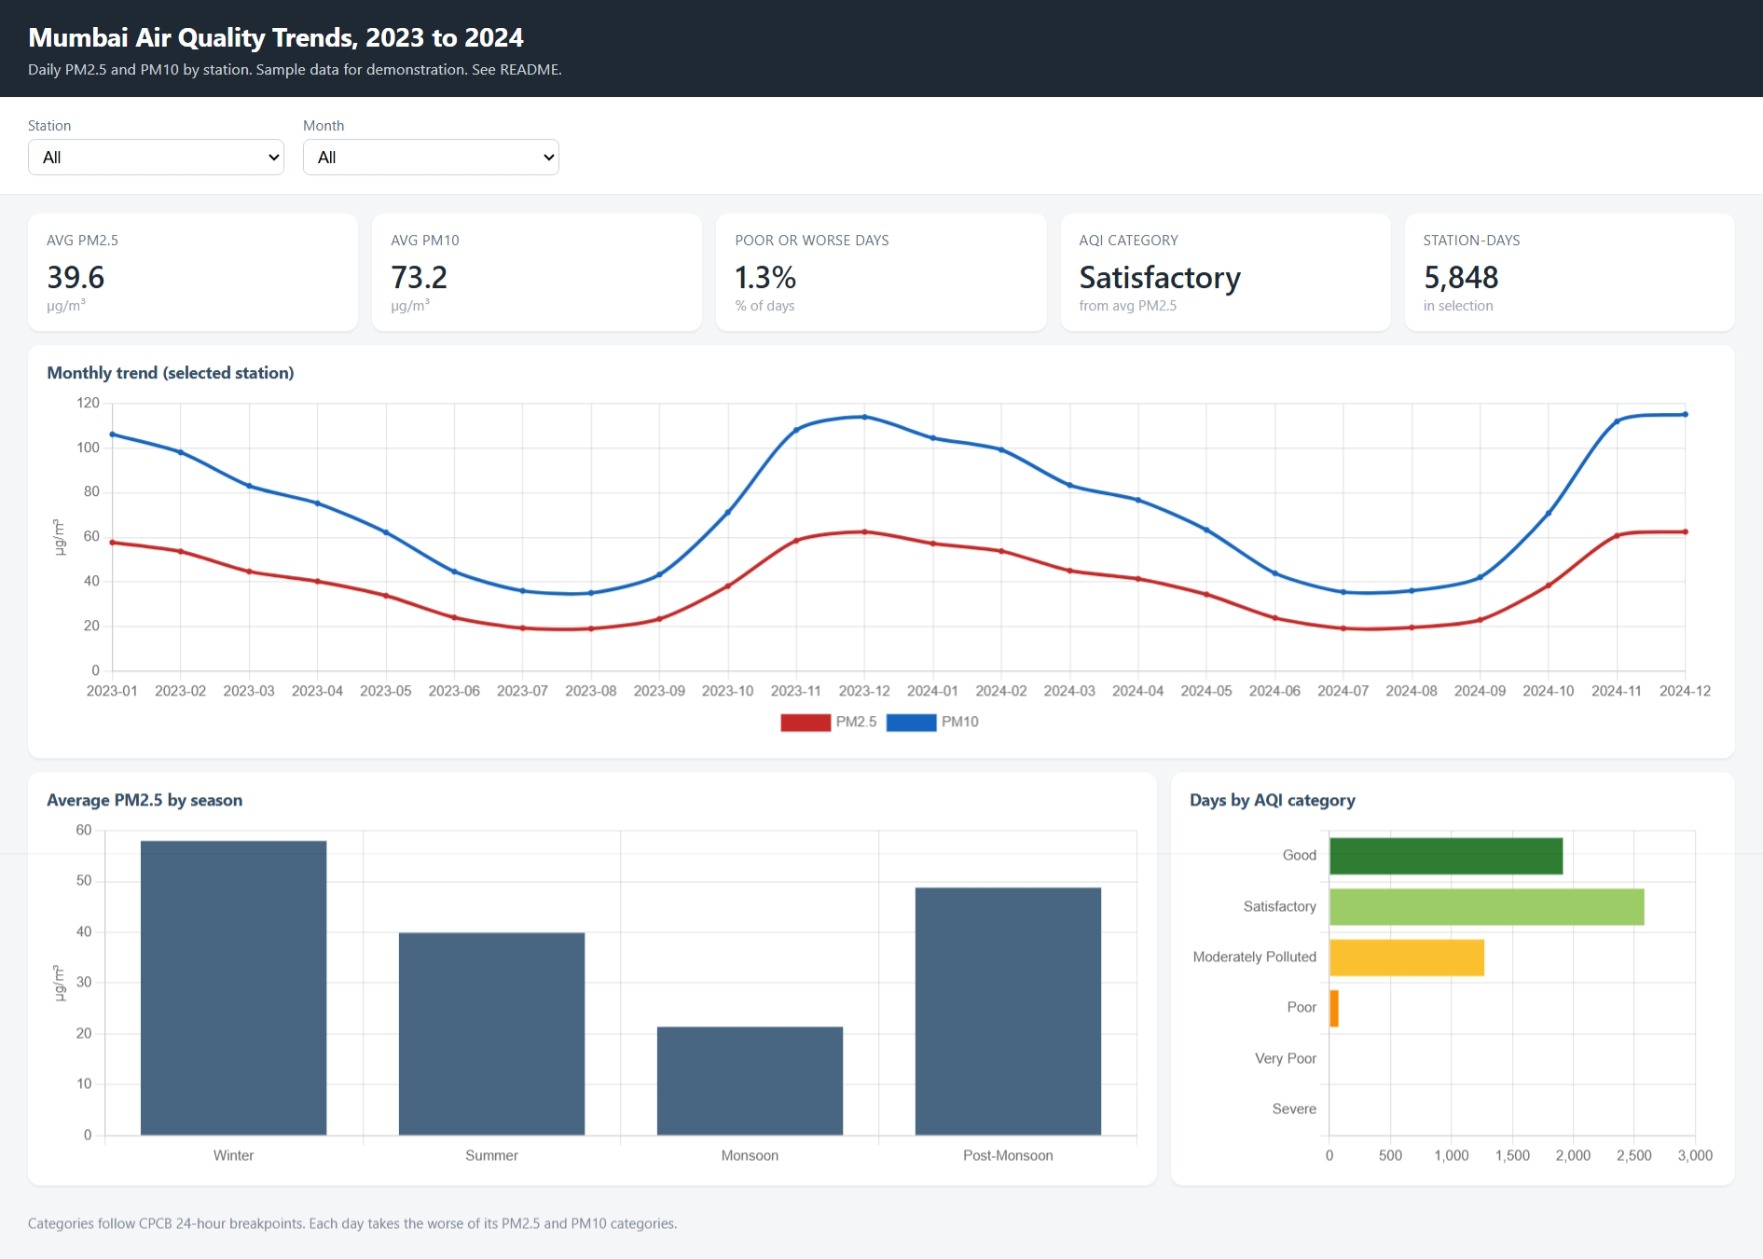 Mumbai Air Quality Trends, 2023 to 2024
Daily PM2.5 and PM10 by station. Sample data for demonstration. See README.
Station
Month
All
All
AVG PM2.5
39.6
µg/m³
AVG PM10
73.2
µg/m³
POOR OR WORSE DAYS
1.3%
% of days
AQI CATEGORY
Satisfactory
from avg PM2.5
STATION-DAYS
5,848
in selection
Monthly trend (selected station)
120
100
80
60
40
20
0
µg/m³
2023-01 2023-02 2023-03 2023-04 2023-05 2023-06 2023-07 2023-08 2023-09 2023-10 2023-11 2023-12 2024-01 2024-02 2024-03 2024-04 2024-05 2024-06 2024-07 2024-08 2024-09 2024-10 2024-11 2024-12
PM2.5 PM10
Average PM2.5 by season
60
50
40
30
20
10
0
µg/m³
Winter Summer Monsoon Post-Monsoon
Days by AQI category
Good
Satisfactory
Moderately Polluted
Poor
Very Poor
Severe
0 500 1,000 1,500 2,000 2,500 3,000
Categories follow CPCB 24-hour breakpoints. Each day takes the worse of its PM2.5 and PM10 categories.